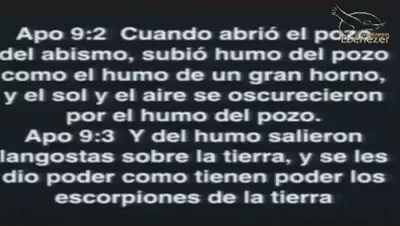 Apo 9:2 Cuando abrió el pozo
del abismo, subió humo del pozo
como el humo de un gran horno,
y el sol y el aire se oscurecieron
por el humo del pozo.
Apo 9:3 Y del humo salieron
langostas sobre la tierra, y se les
dio poder como tienen poder los
escorpiones de la tierra
Ebenezer